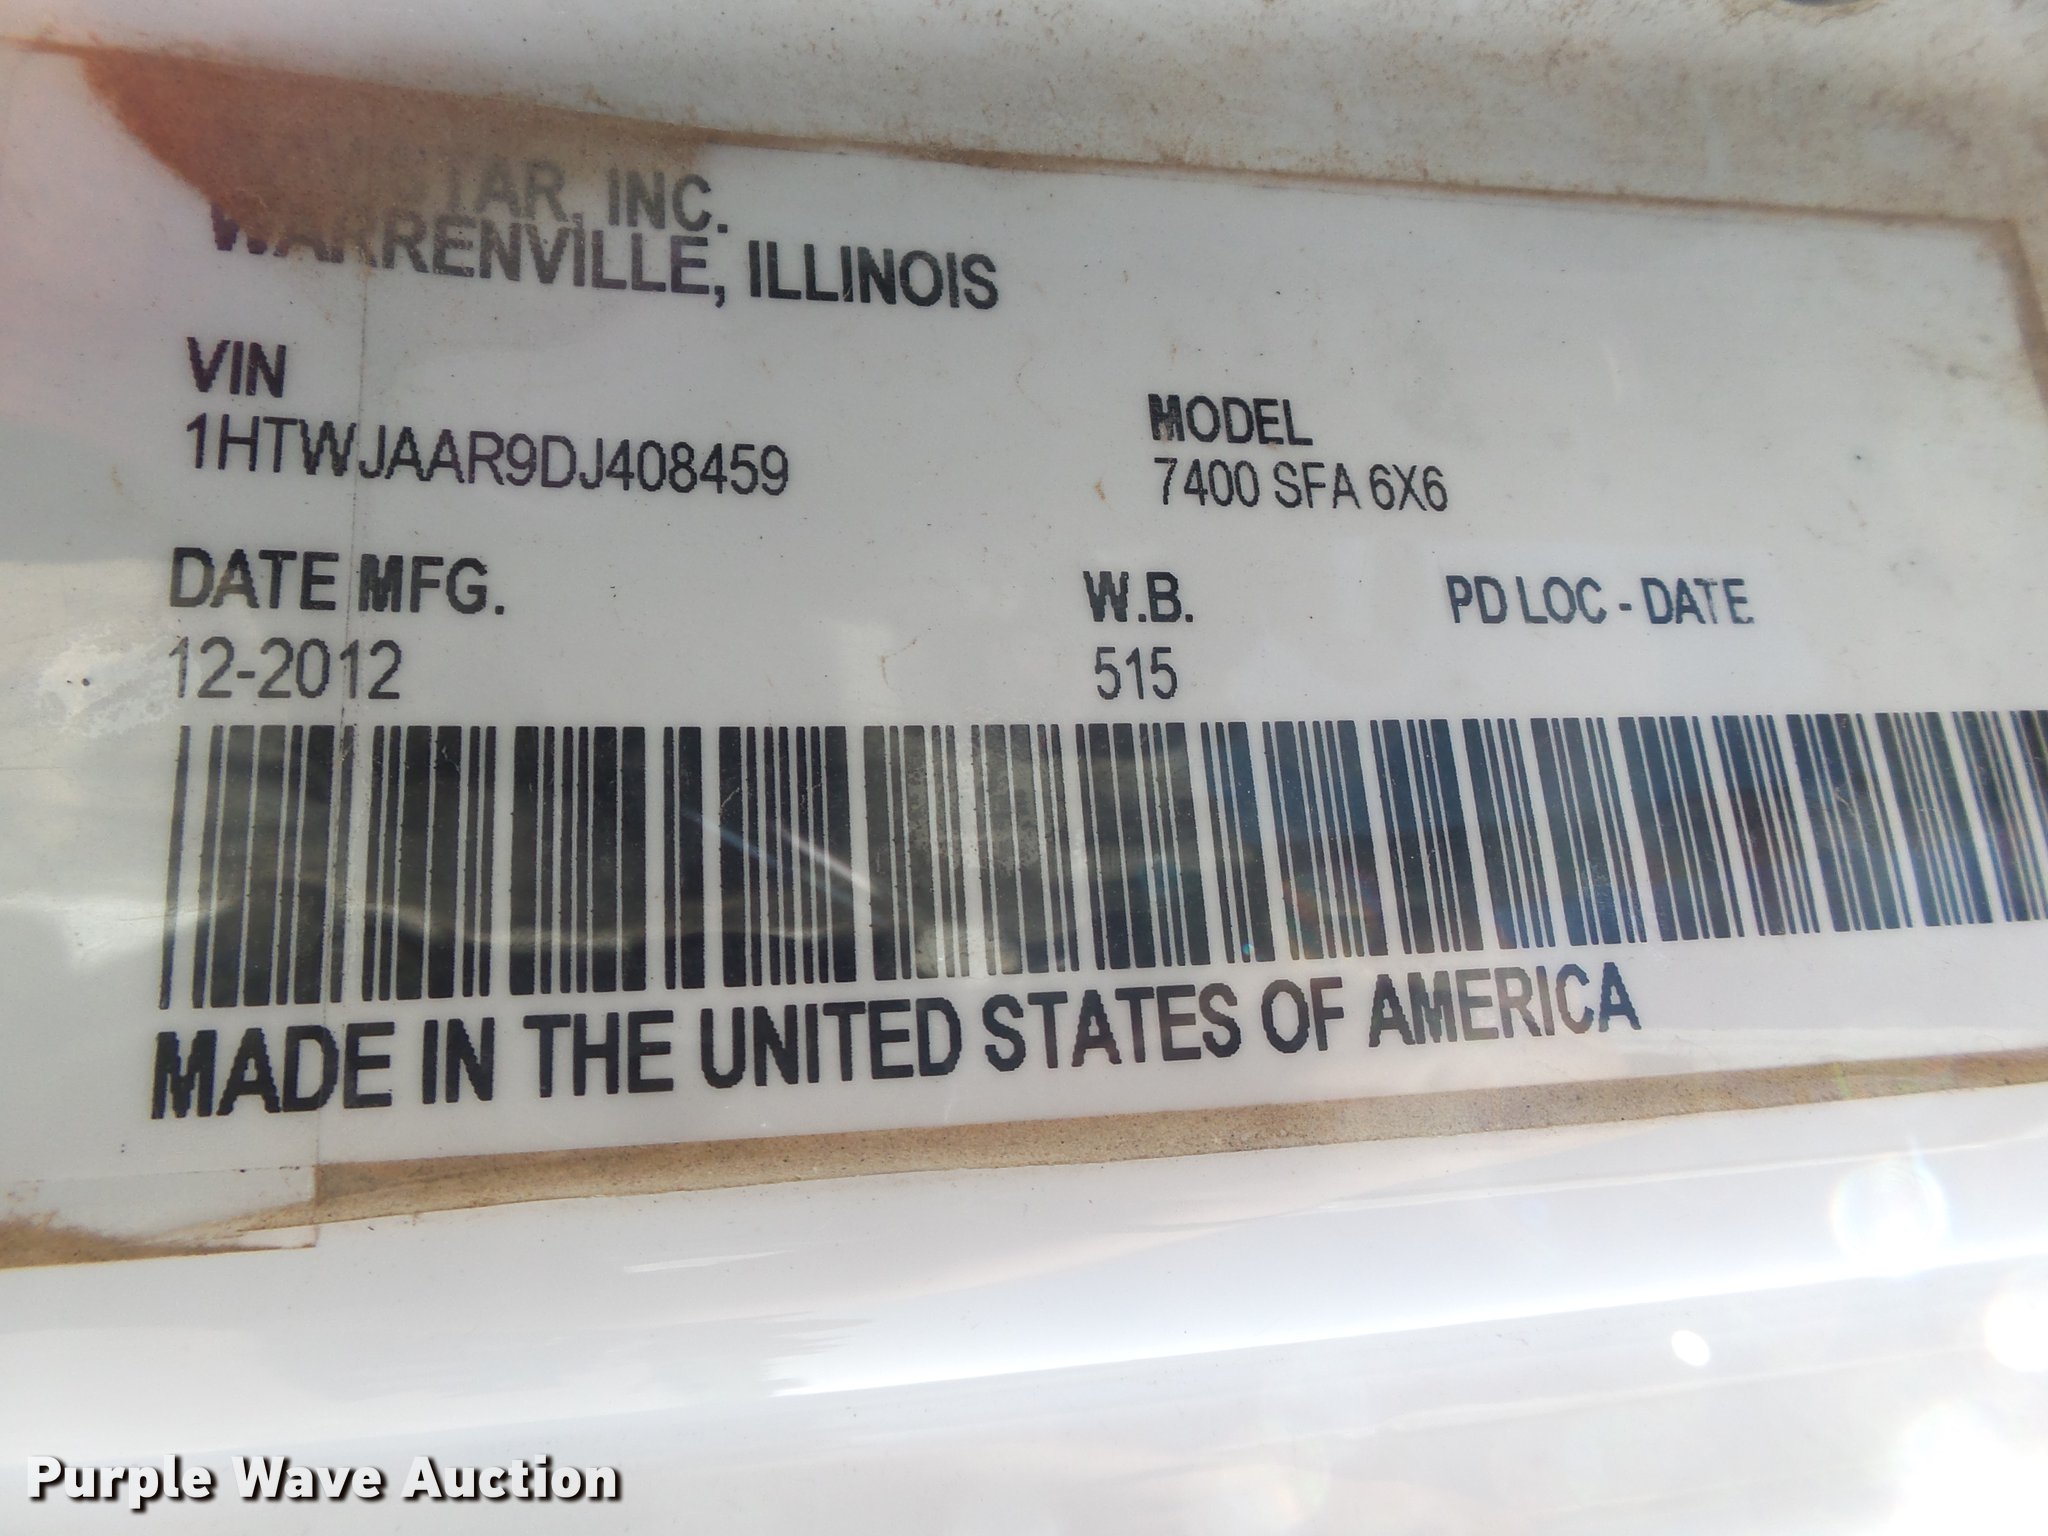 INC.
WARRENVILLE, ILLINOIS
VIN
1HTWJAAR9DJ408459
MODEL
7400 SFA 6X6
DATE MFG.
12-2012
W.B.
515
PD LOC - DATE
MADE IN THE UNITED STATES OF AMERICA
Purple Wave Auction